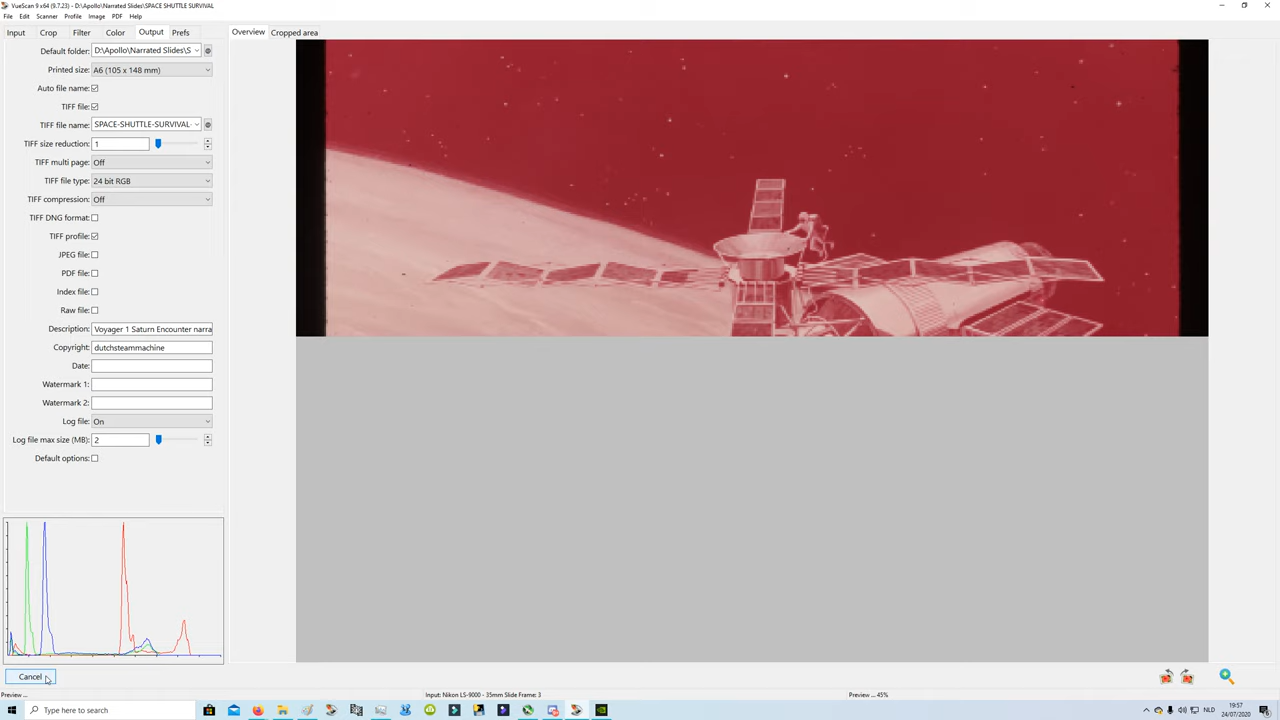 VueScan 9 x64 (9.7.23) - D:\Apollo\Narrated Slides\SPACE SHUTTLE SURVIVAL
File Edit Scanner Profile Image PDF Help
Input Crop Filter Color Output Prefs Overview Cropped area
Default folder: D:\Apollo\Narrated Slides\S
Printed size: A6 (105 x 148 mm)
Auto file name:
TIFF file:
TIFF file name: SPACE-SHUTTLE-SURVIVAL-
TIFF size reduction: 1
TIFF multi page: Off
TIFF file type: 24 bit RGB
TIFF compression: Off
TIFF DNG format:
TIFF profile:
JPEG file:
PDF file:
Index file:
Raw file:
Description: Voyager 1 Saturn Encounter narra
Copyright: dutchsteammachine
Date:
Watermark 1:
Watermark 2:
Log file: On
Log file max size (MB): 2
Default options:
Cancel
Preview ... Input: Nikon LS-9000 - 35mm Slide Frame: 3 Preview ... 45%
Type here to search NLD 19:57
24/07/2020